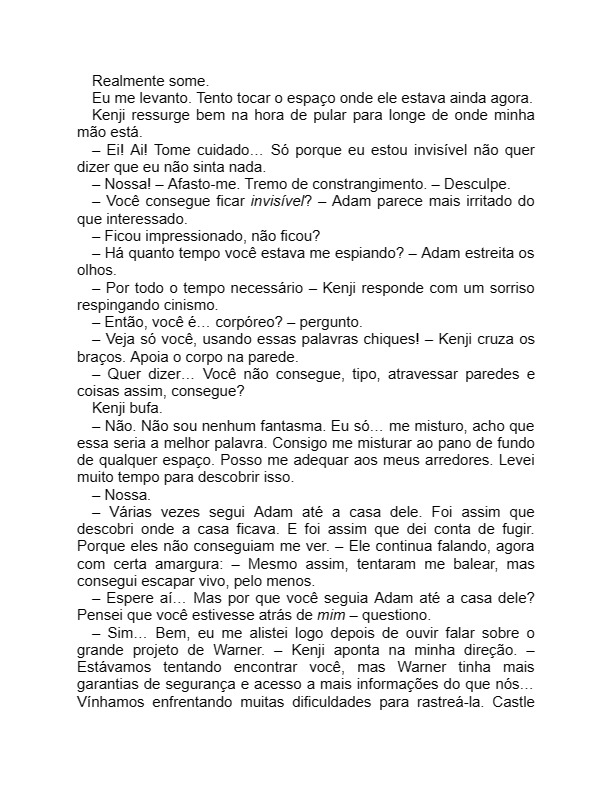 Realmente some.
Eu me levanto. Tento tocar o espaço onde ele estava ainda agora.
Kenji ressurge bem na hora de pular para longe de onde minha
mão está.
– Ei! Ai! Tome cuidado… Só porque eu estou invisível não quer
dizer que eu não sinta nada.
– Nossa! – Afasto-me. Tremo de constrangimento. – Desculpe.
– Você consegue ficar invisível? – Adam parece mais irritado do
que interessado.
– Ficou impressionado, não ficou?
– Há quanto tempo você estava me espiando? – Adam estreita os
olhos.
– Por todo o tempo necessário – Kenji responde com um sorriso
respingando cinismo.
– Então, você é… corpóreo? – pergunto.
– Veja só você, usando essas palavras chiques! – Kenji cruza os
braços. Apoia o corpo na parede.
– Quer dizer… Você não consegue, tipo, atravessar paredes e
coisas assim, consegue?
Kenji bufa.
– Não. Não sou nenhum fantasma. Eu só… me misturo, acho que
essa seria a melhor palavra. Consigo me misturar ao pano de fundo
de qualquer espaço. Posso me adequar aos meus arredores. Levei
muito tempo para descobrir isso.
– Nossa.
– Várias vezes segui Adam até a casa dele. Foi assim que
descobri onde a casa ficava. E foi assim que dei conta de fugir.
Porque eles não conseguiam me ver. – Ele continua falando, agora
com certa amargura: – Mesmo assim, tentaram me balear, mas
consegui escapar vivo, pelo menos.
– Espere aí… Mas por que você seguia Adam até a casa dele?
Pensei que você estivesse atrás de mim – questiono.
– Sim… Bem, eu me alistei logo depois de ouvir falar sobre o
grande projeto de Warner. – Kenji aponta na minha direção. –
Estávamos tentando encontrar você, mas Warner tinha mais
garantias de segurança e acesso a mais informações do que nós…
Vínhamos enfrentando muitas dificuldades para rastreá-la. Castle